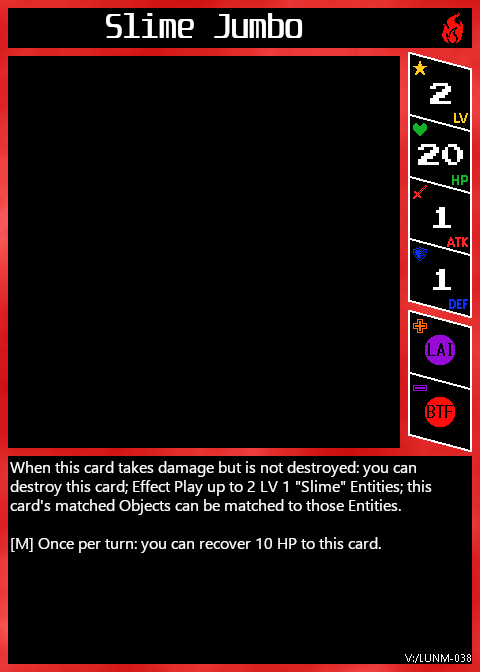 Slime Jumbo
2
LV
20
HP
1
ATK
1
DEF
LAI
BTF
When this card takes damage but is not destroyed: you can
destroy this card; Effect Play up to 2 LV 1 "Slime" Entities; this
card's matched Objects can be matched to those Entities.
[M] Once per turn: you can recover 10 HP to this card.
V:/LUNM-038